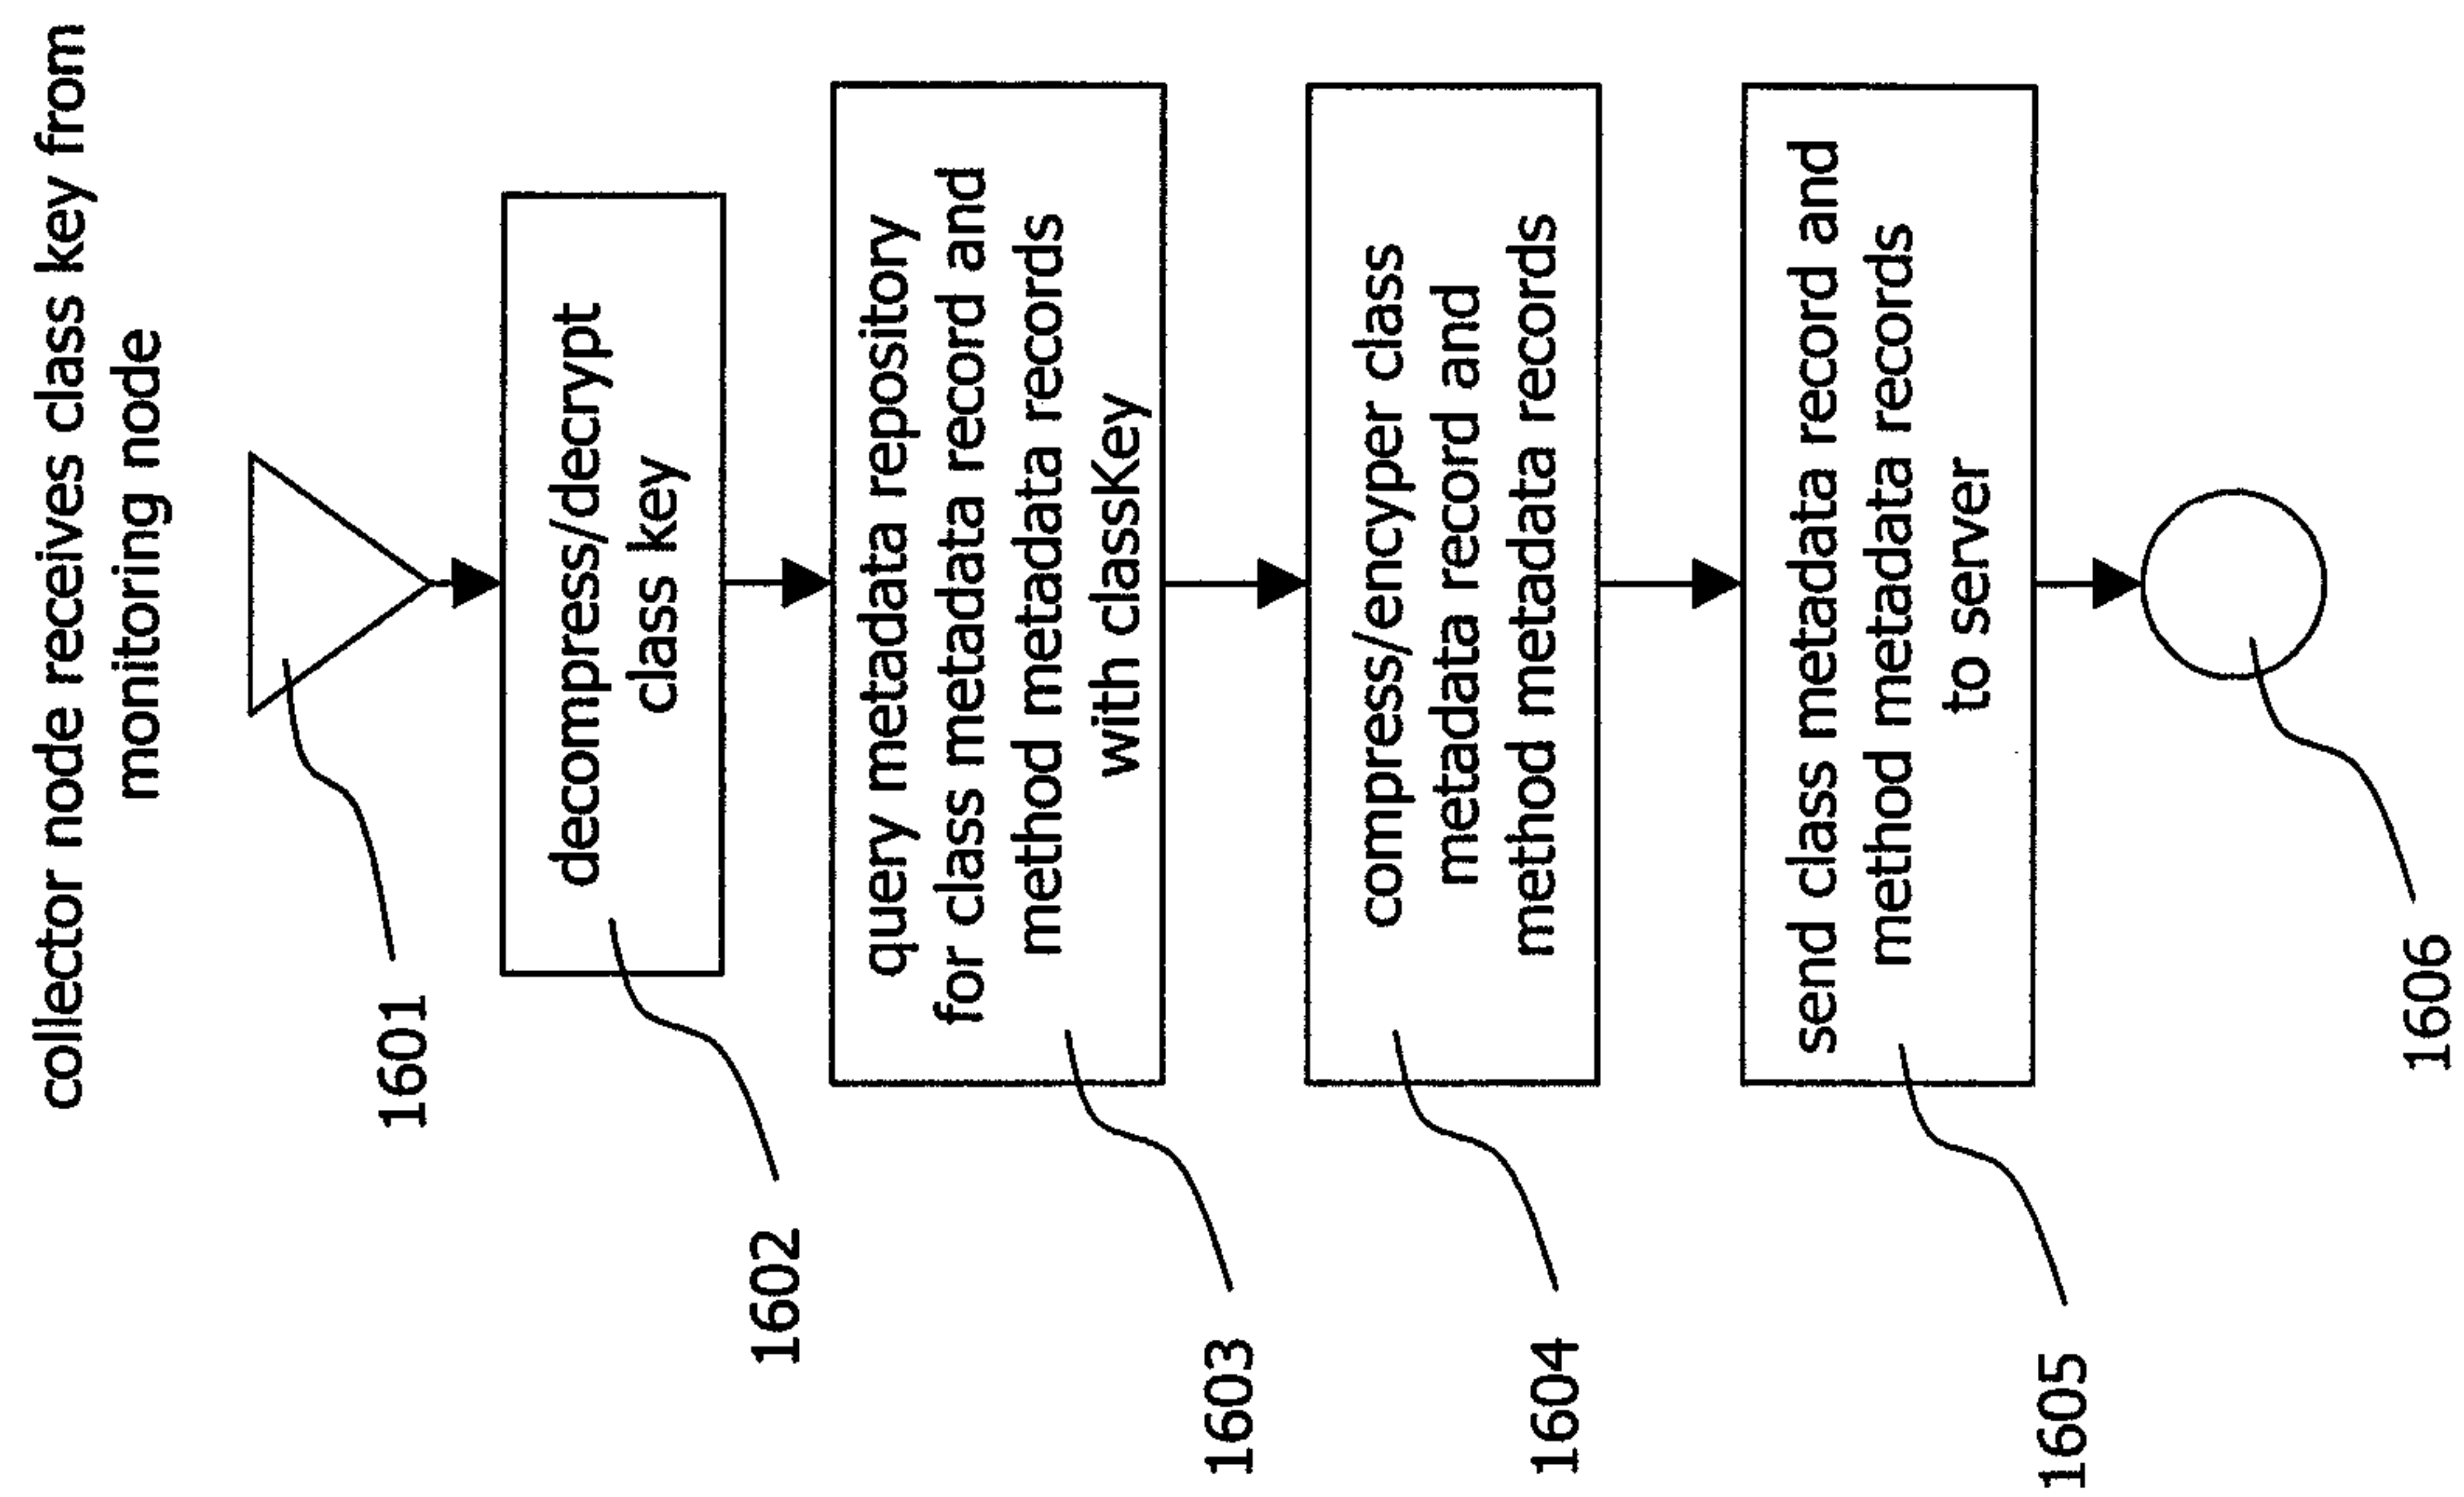 collector node receives class key from
monitoring node
1601
decompress/decrypt
class key
1602
query metadata repository
for class metadata record and
method metadata records
with classKey
1603
compress/encyper class
metadata record and
method metadata records
1604
send class metadata record and
method metadata records
to server
1605
1606